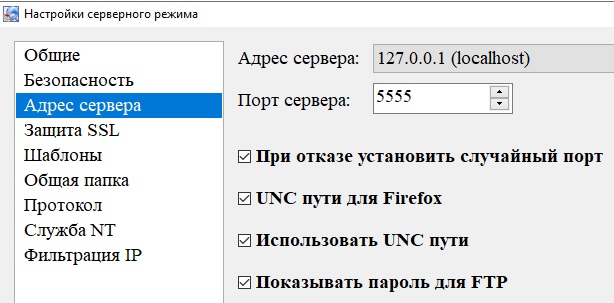 Настройки серверного режима
Общие
Безопасность
Адрес сервера
Защита SSL
Шаблоны
Общая папка
Протокол
Служба NT
Фильтрация IP
Адрес сервера: 127.0.0.1 (localhost)
Порт сервера: 5555
При отказе установить случайный порт
UNC пути для Firefox
Использовать UNC пути
Показывать пароль для FTP